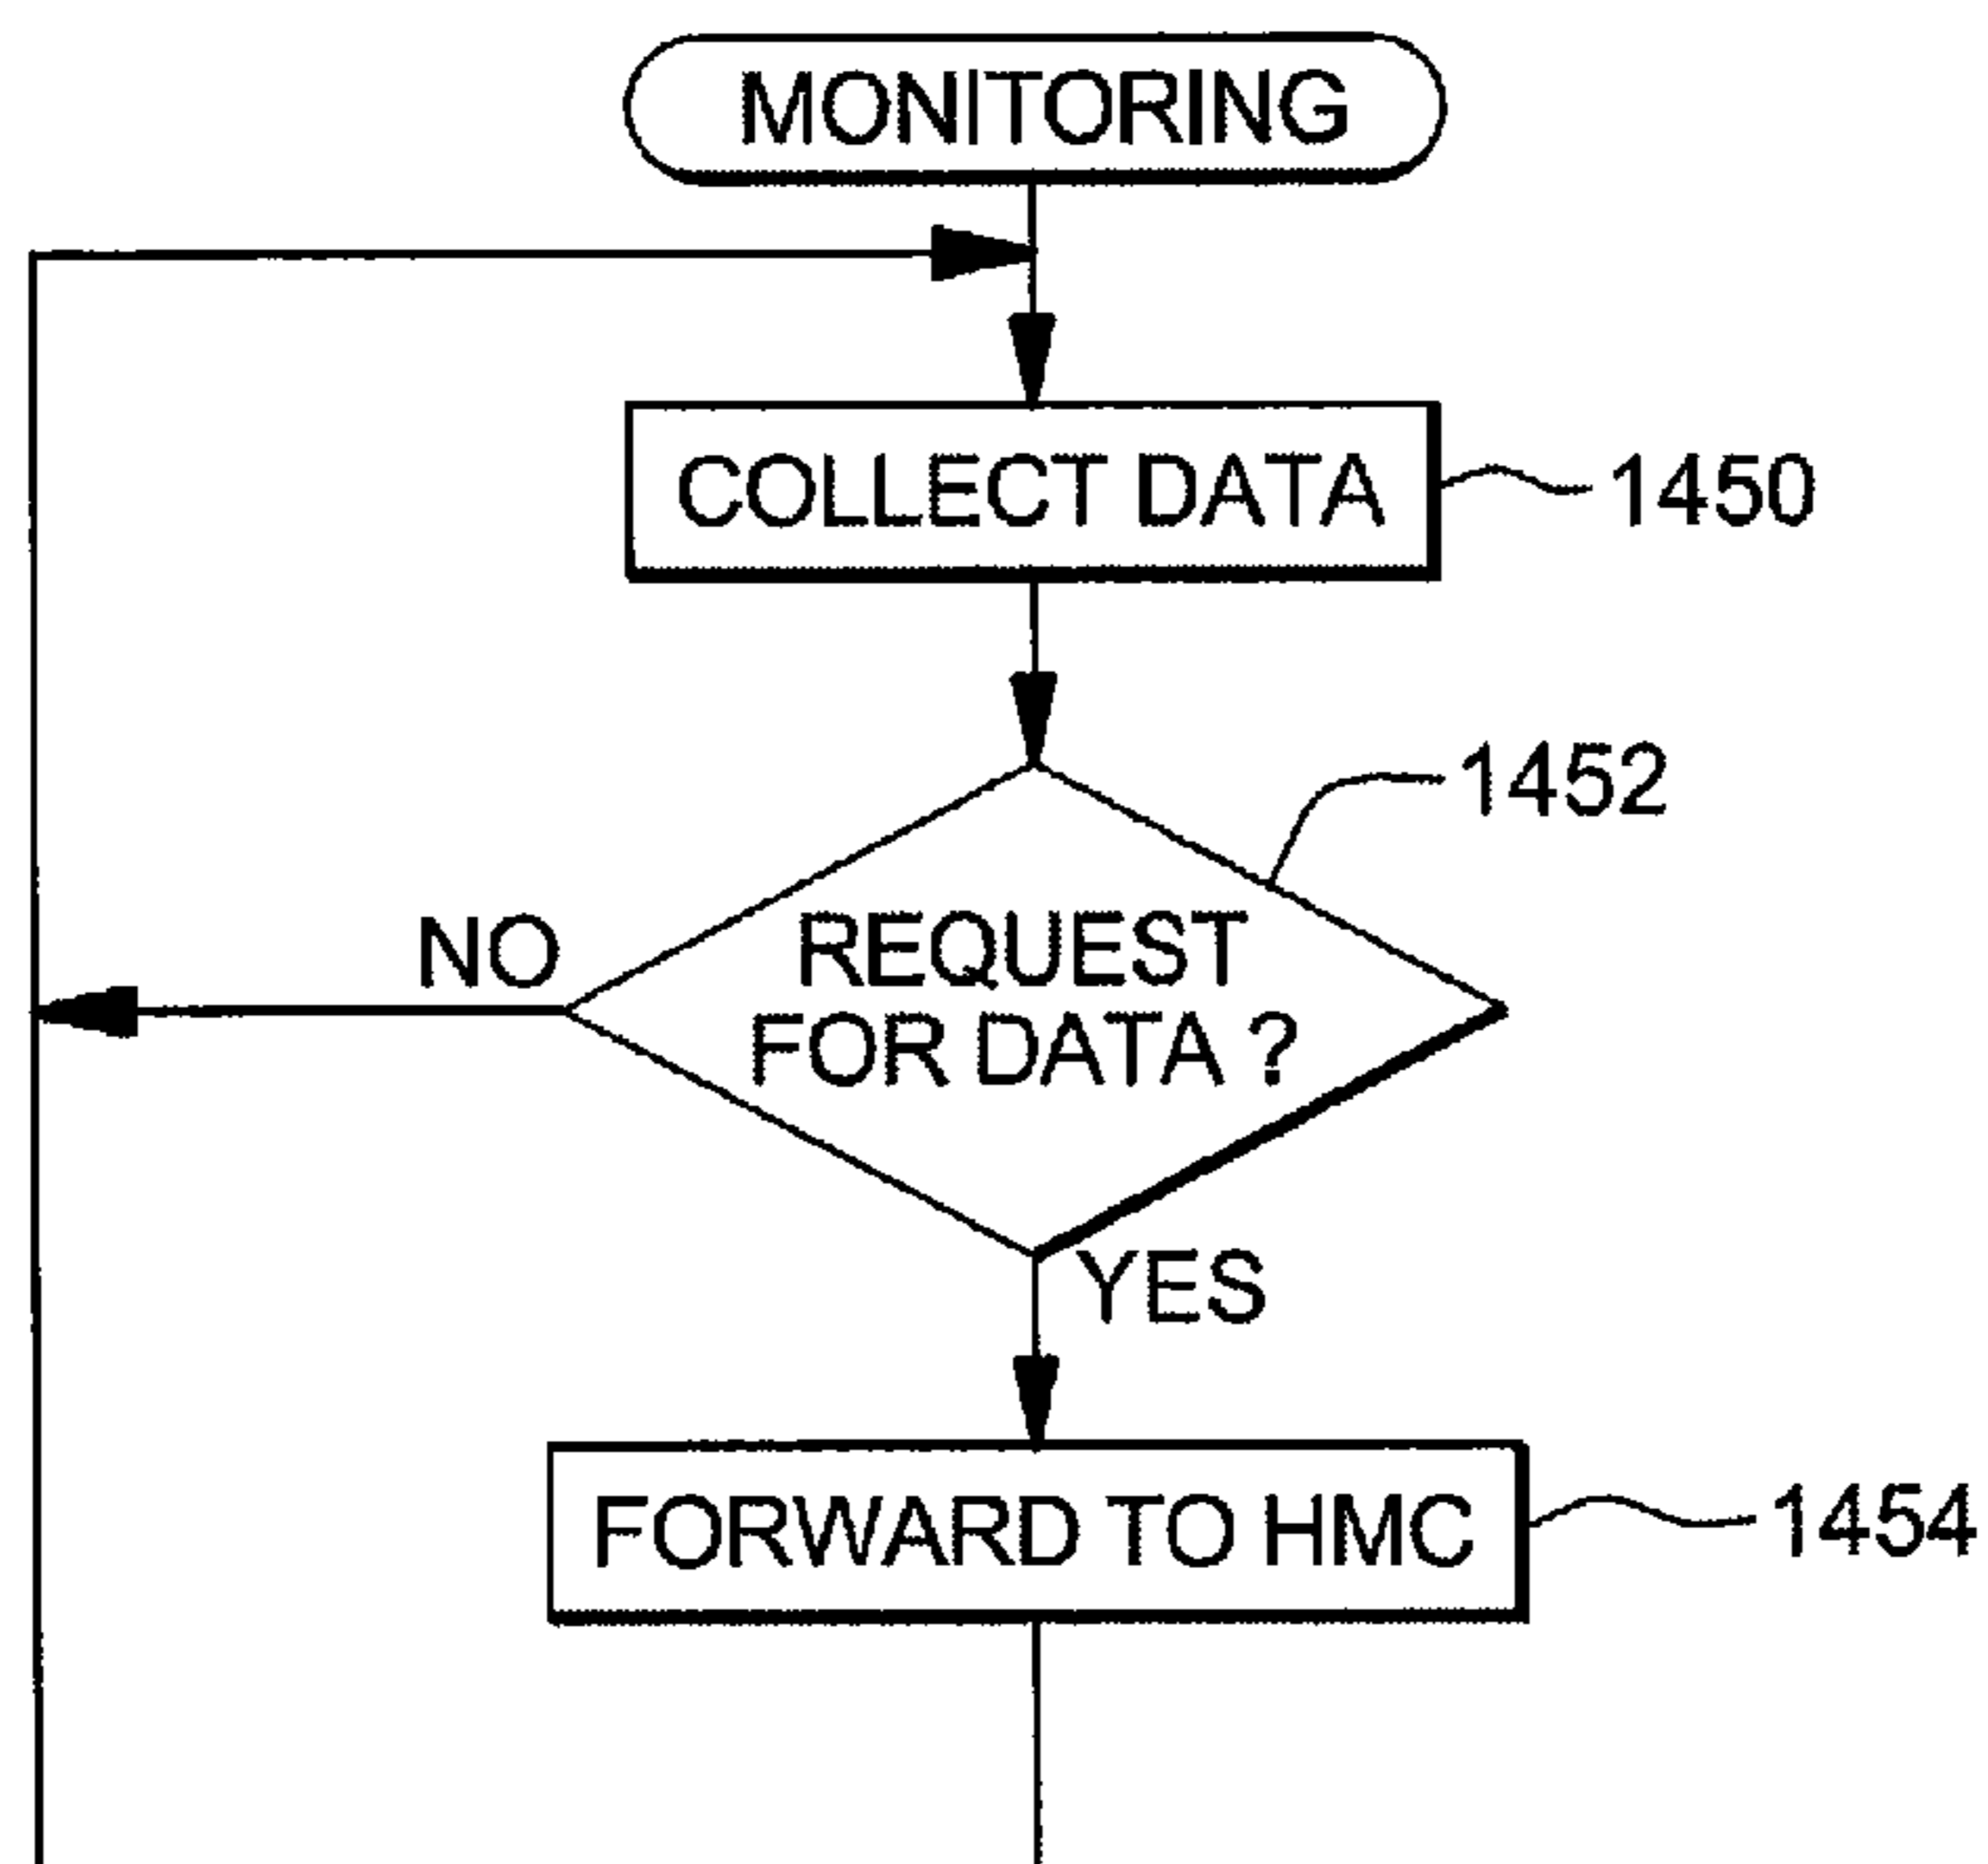 MONITORING
COLLECT DATA
1450
1452
NO
REQUEST
FOR DATA ?
YES
FORWARD TO HMC
1454